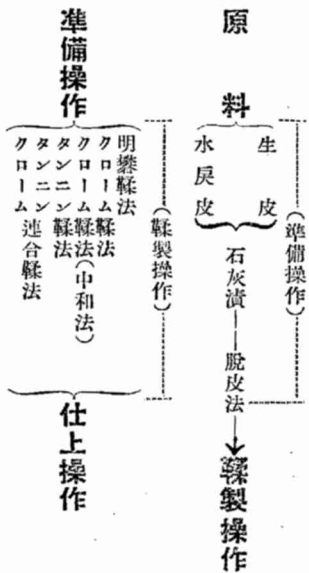 原料
生皮
水戻皮
石灰漬——脱皮法→
(準備操作)
鞣製操作
準備操作
明礬鞣法
クローム鞣法
クローム鞣法(中和法)
タンニン鞣法
タンニン
クローム
連合鞣法
(鞣製操作)
仕上操作